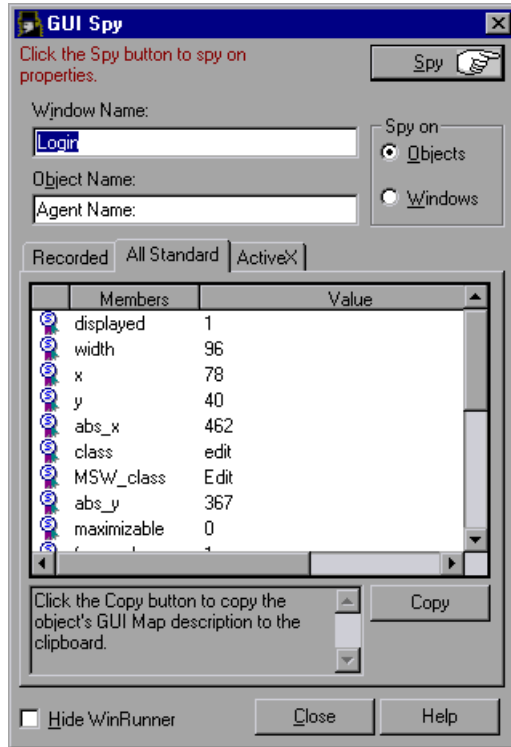 GUI Spy
Click the Spy button to spy on
properties.
Spy
Window Name:
Login
Spy on
Objects
Windows
Object Name:
Agent Name:
Recorded All Standard ActiveX
Members Value
displayed 1
width 96
x 78
y 40
abs_x 462
class edit
MSW_class Edit
abs_y 367
maximizable 0
Click the Copy button to copy the
object's GUI Map description to the
clipboard.
Copy
Hide WinRunner
Close
Help